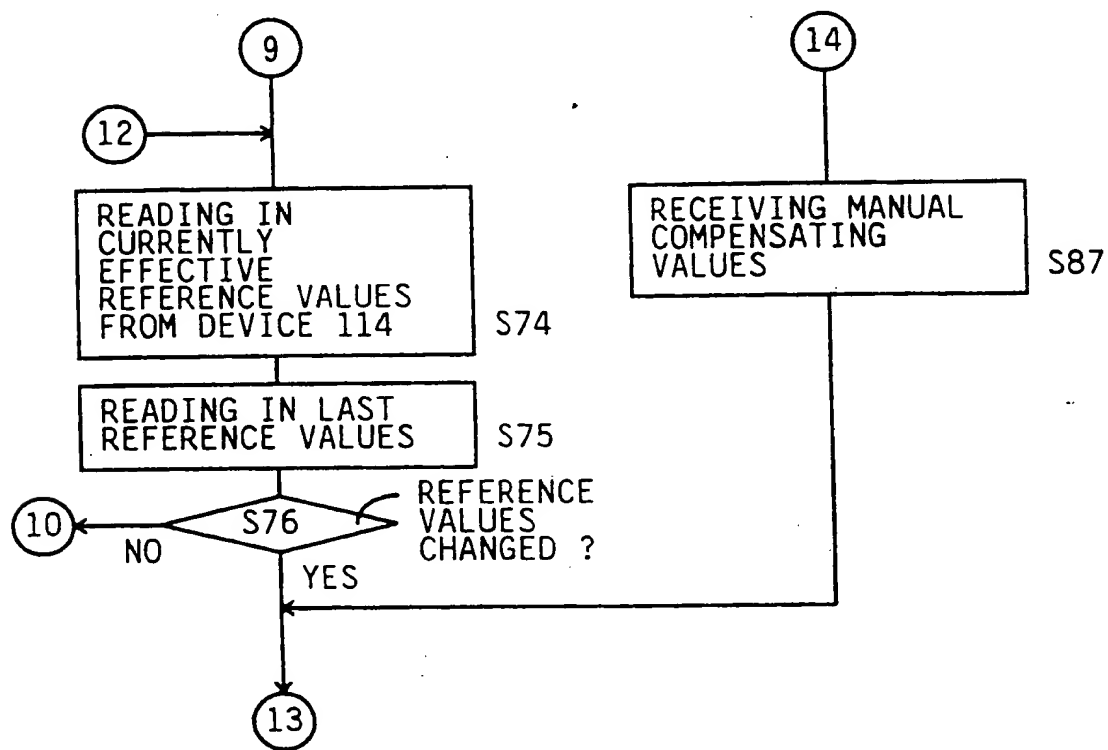 9
14
12
READING IN
CURRENTLY
EFFECTIVE
REFERENCE VALUES
FROM DEVICE 114
S74
RECEIVING MANUAL
COMPENSATING
VALUES
S87
READING IN LAST
REFERENCE VALUES
S75
10
NO
S76
REFERENCE
VALUES
CHANGED ?
YES
13